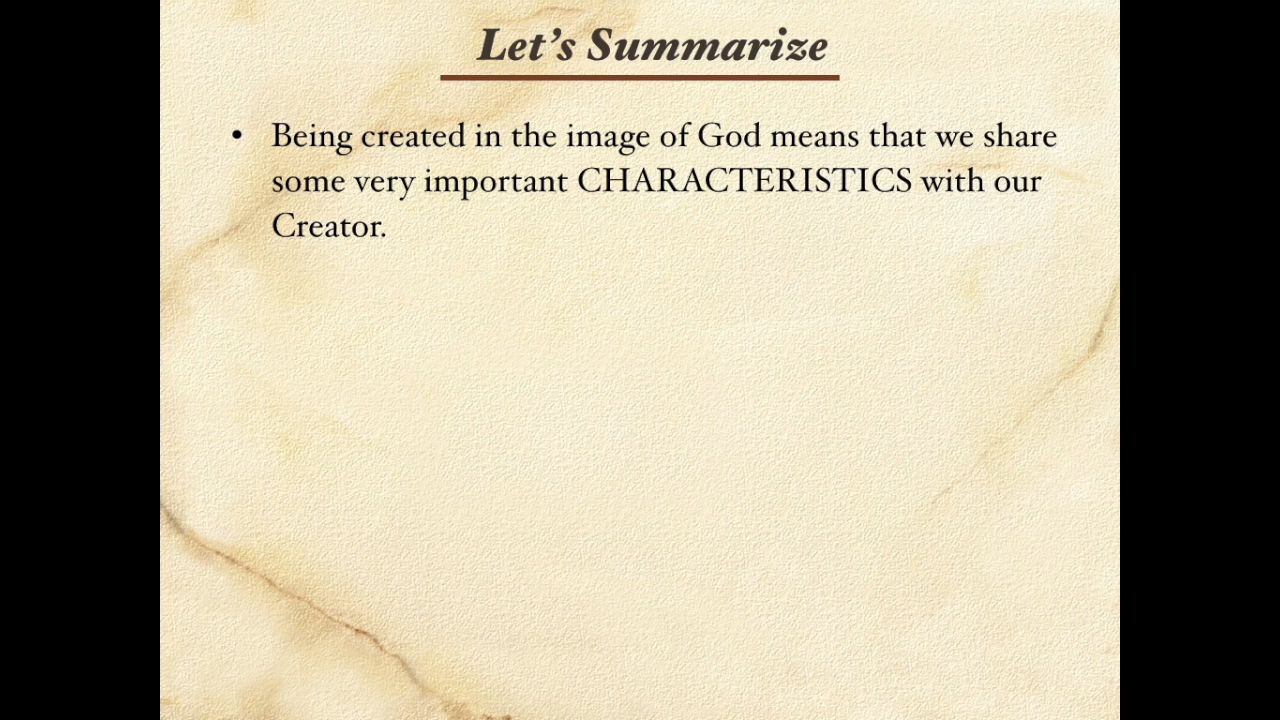 Let's Summarize
• Being created in the image of God means that we share
some very important CHARACTERISTICS with our
Creator.